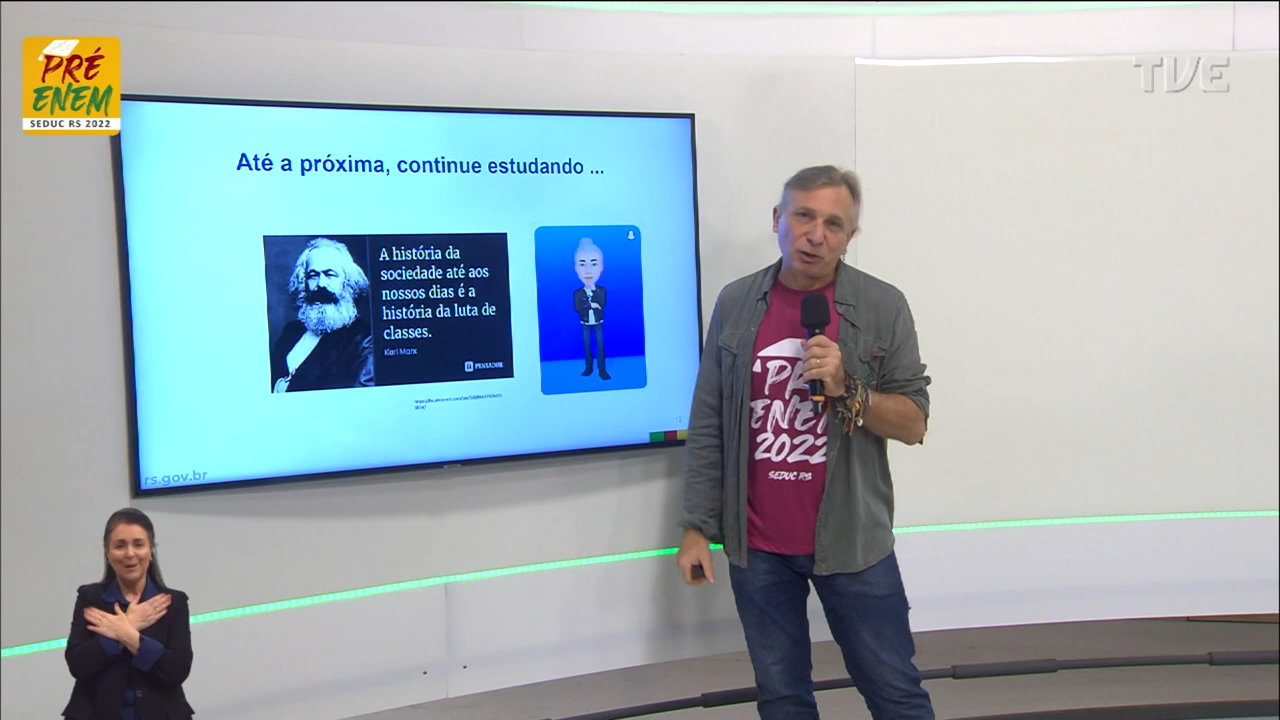 PRÉ
ENEM
SEDUC RS 2022
TVE
Até a próxima, continue estudando ...
A história da
sociedade até aos
nossos dias é a
história da luta de
classes.
Karl Marx
PENSADOR
rs.gov.br
PRÉ
ENEM
2022
SEDUC RS